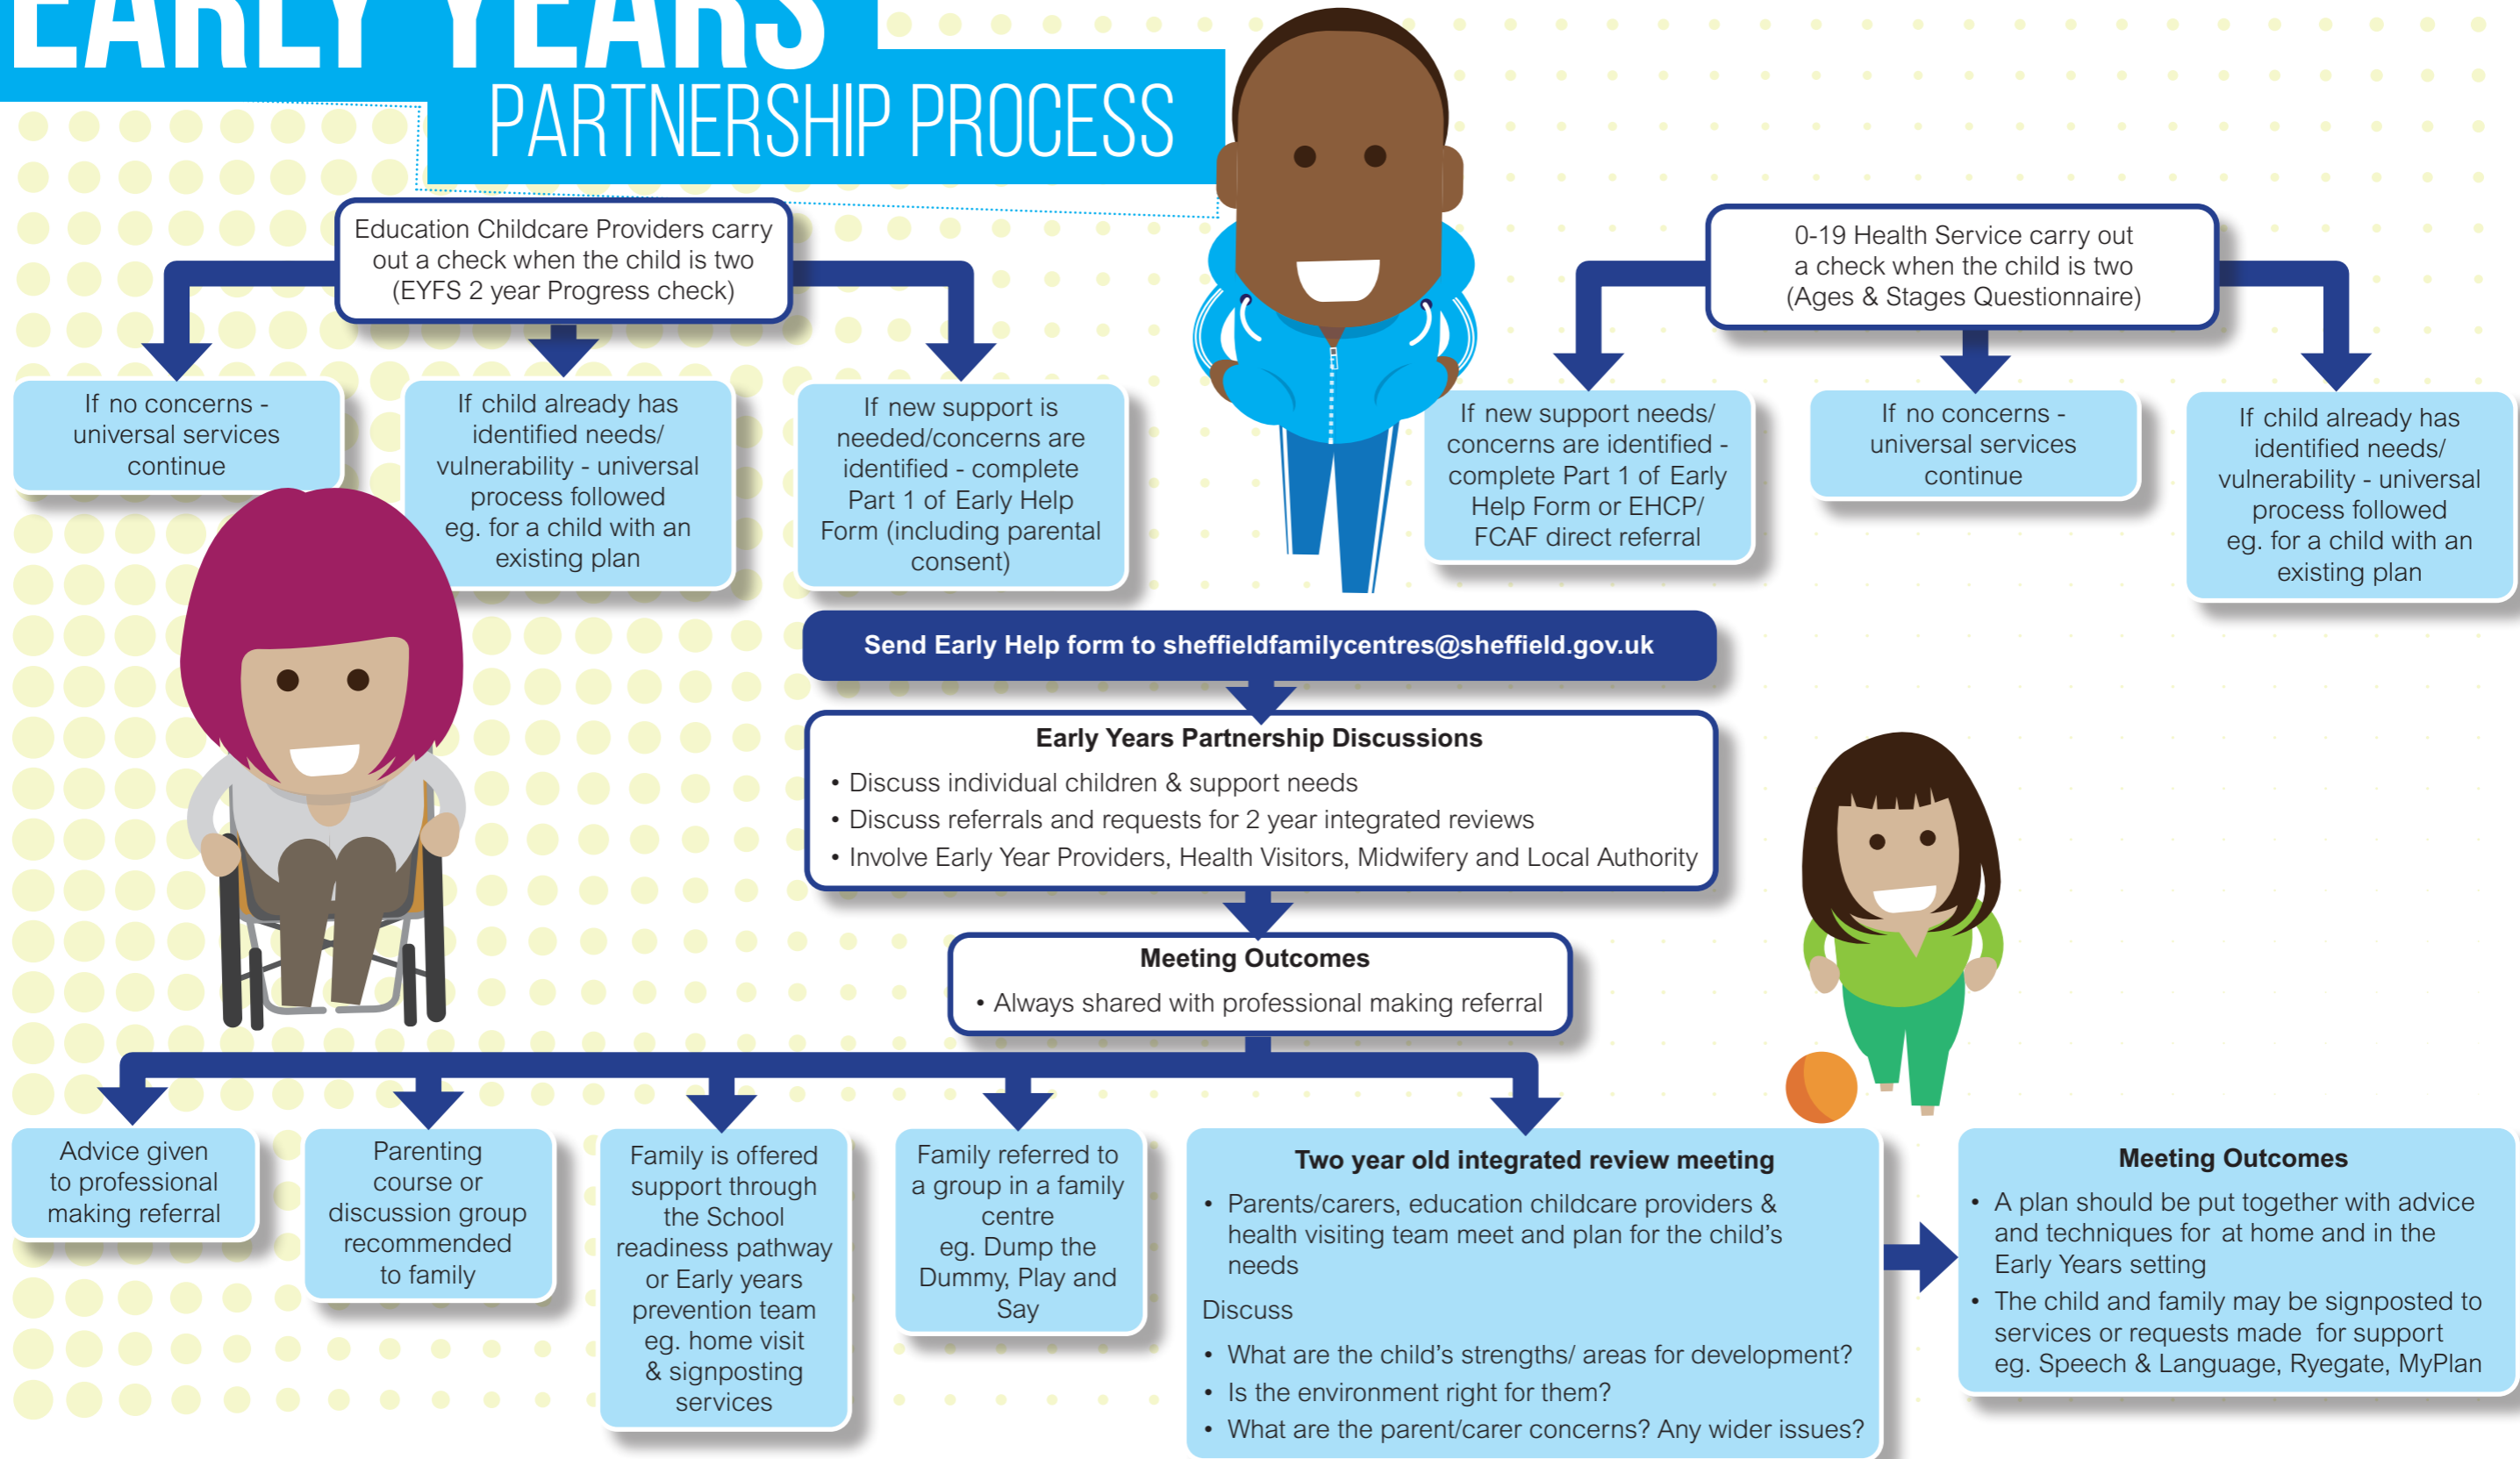 EARLY YEARS
PARTNERSHIP PROCESS
Education Childcare Providers carry
out a check when the child is two
(EYFS 2 year Progress check)
If no concerns -
universal services
continue
If child already has
identified needs/
vulnerability - universal
process followed
eg. for a child with an
existing plan
If new support is
needed/concerns are
identified - complete
Part 1 of Early Help
Form (including parental
consent)
0-19 Health Service carry out
a check when the child is two
(Ages & Stages Questionnaire)
If new support needs/
concerns are identified -
complete Part 1 of Early
Help Form or EHCP/
FCAF direct referral
If no concerns -
universal services
continue
If child already has
identified needs/
vulnerability - universal
process followed
eg. for a child with an
existing plan
Send Early Help form to sheffieldfamilycentres@sheffield.gov.uk
Early Years Partnership Discussions
• Discuss individual children & support needs
• Discuss referrals and requests for 2 year integrated reviews
• Involve Early Year Providers, Health Visitors, Midwifery and Local Authority
Meeting Outcomes
• Always shared with professional making referral
Advice given
to professional
making referral
Parenting
course or
discussion group
recommended
to family
Family is offered
support through
the School
readiness pathway
or Early years
prevention team
eg. home visit
& signposting
services
Family referred to
a group in a family
centre
eg. Dump the
Dummy, Play and
Say
Two year old integrated review meeting
• Parents/carers, education childcare providers &
health visiting team meet and plan for the child's
needs
Discuss
• What are the child's strengths/ areas for development?
• Is the environment right for them?
• What are the parent/carer concerns? Any wider issues?
Meeting Outcomes
• A plan should be put together with advice
and techniques for at home and in the
Early Years setting
• The child and family may be signposted to
services or requests made for support
eg. Speech & Language, Ryegate, MyPlan